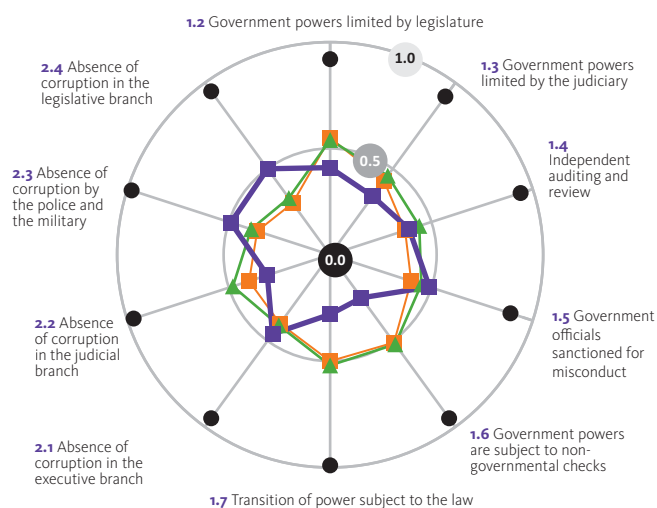 1.2 Government powers limited by legislature
1.0
1.3 Government powers
limited by the judiciary
2.4 Absence of
corruption in the
legislative branch
1.4
Independent
auditing and
review
0.5
2.3 Absence of
corruption by
the police and
the military
0.0
1.5 Government
officials
sanctioned for
misconduct
2.2 Absence
of corruption
in the judicial
branch
1.6 Government powers
are subject to non-
governmental checks
2.1 Absence of
corruption in the
executive branch
1.7 Transition of power subject to the law